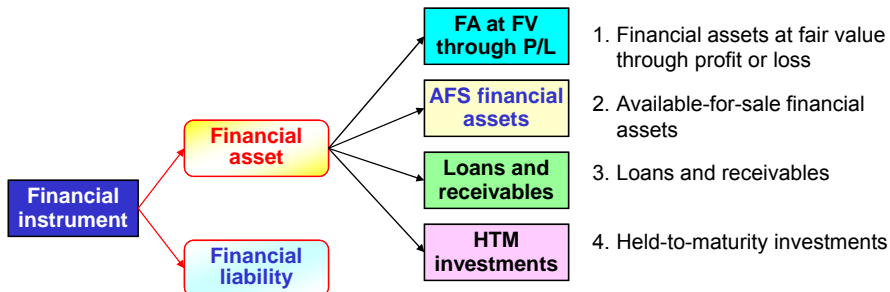 Financial
instrument
Financial
asset
Financial
liability
FA at FV
through P/L
AFS financial
assets
Loans and
receivables
HTM
investments
1. Financial assets at fair value
through profit or loss
2. Available-for-sale financial
assets
3. Loans and receivables
4. Held-to-maturity investments